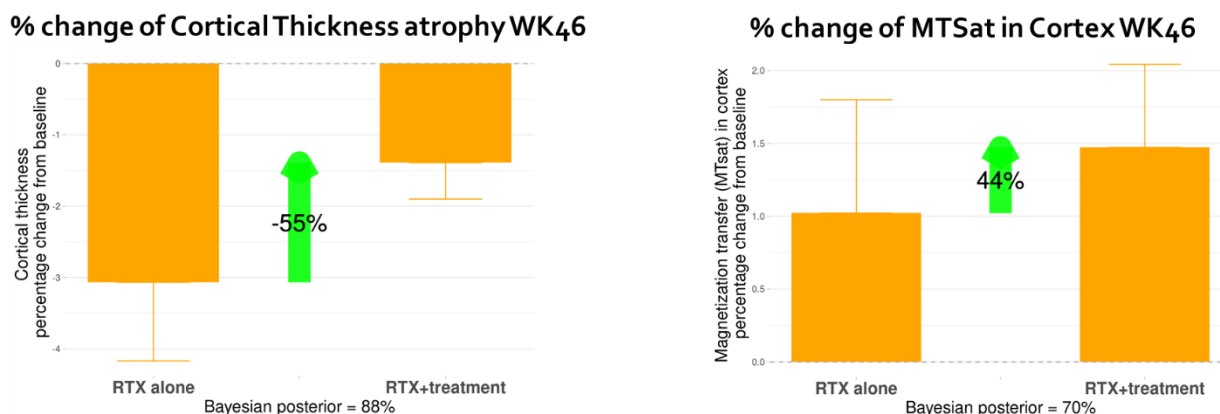 % change of Cortical Thickness atrophy WK46
Cortical thickness
percentage change from baseline
0
-1
-2
-3
-4
-55%
RTX alone
RTX+treatment
Bayesian posterior = 88%
% change of MTSat in Cortex WK46
Magnetization transfer (MTsat) in cortex
percentage change from baseline
2.0
1.5
1.0
0.5
0.0
44%
RTX alone
RTX+treatment
Bayesian posterior = 70%